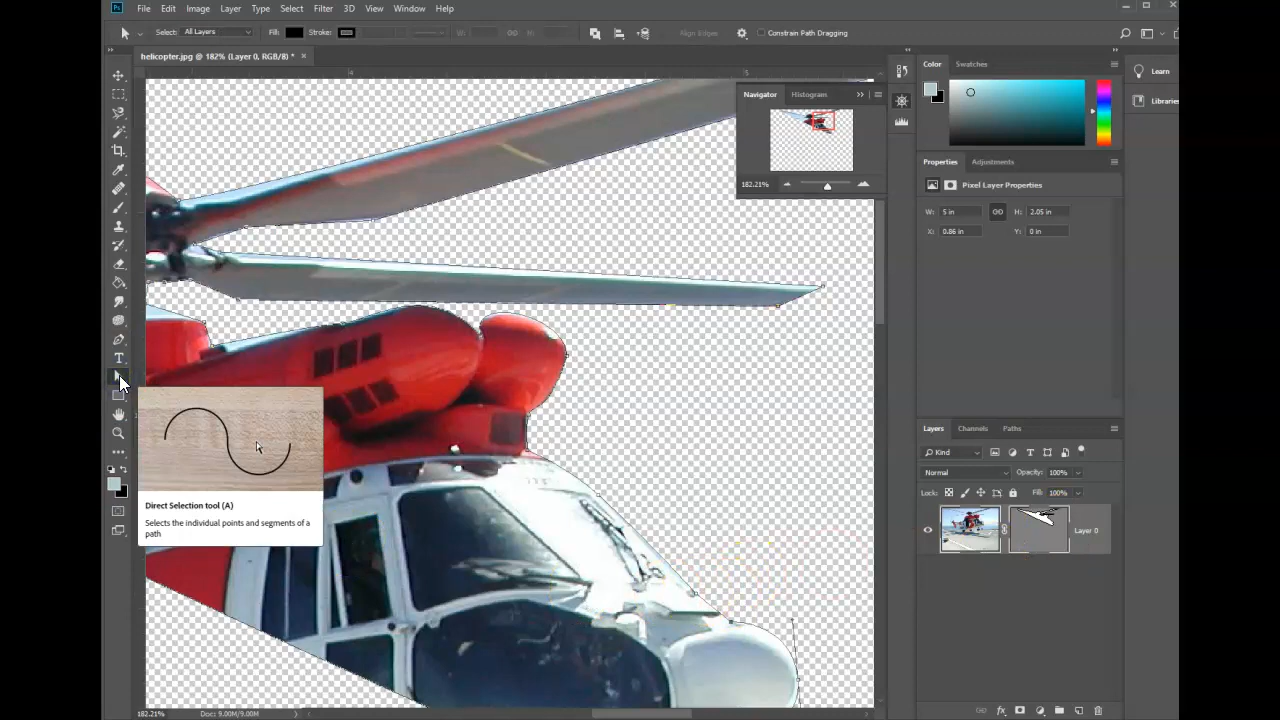 Ps File Edit Image Layer Type Select Filter 3D View Window Help
Select: All Layers Fill: Stroke: W: H: Align Edges Constrain Path Dragging
helicopter.jpg @ 182% (Layer 0, RGB/8) * ×
4 5
Navigator Histogram
182.21%
Color Swatches
Learn
Libraries
Properties Adjustments
Pixel Layer Properties
W: 5 in H: 2.05 in
X: 0.86 in Y: 0 in
T
Direct Selection tool (A)
Selects the individual points and segments of a
path
Layers Channels Paths
Kind
Normal Opacity: 100%
Lock: Fill: 100%
Layer 0
182.21% Doc: 9.00M/9.00M